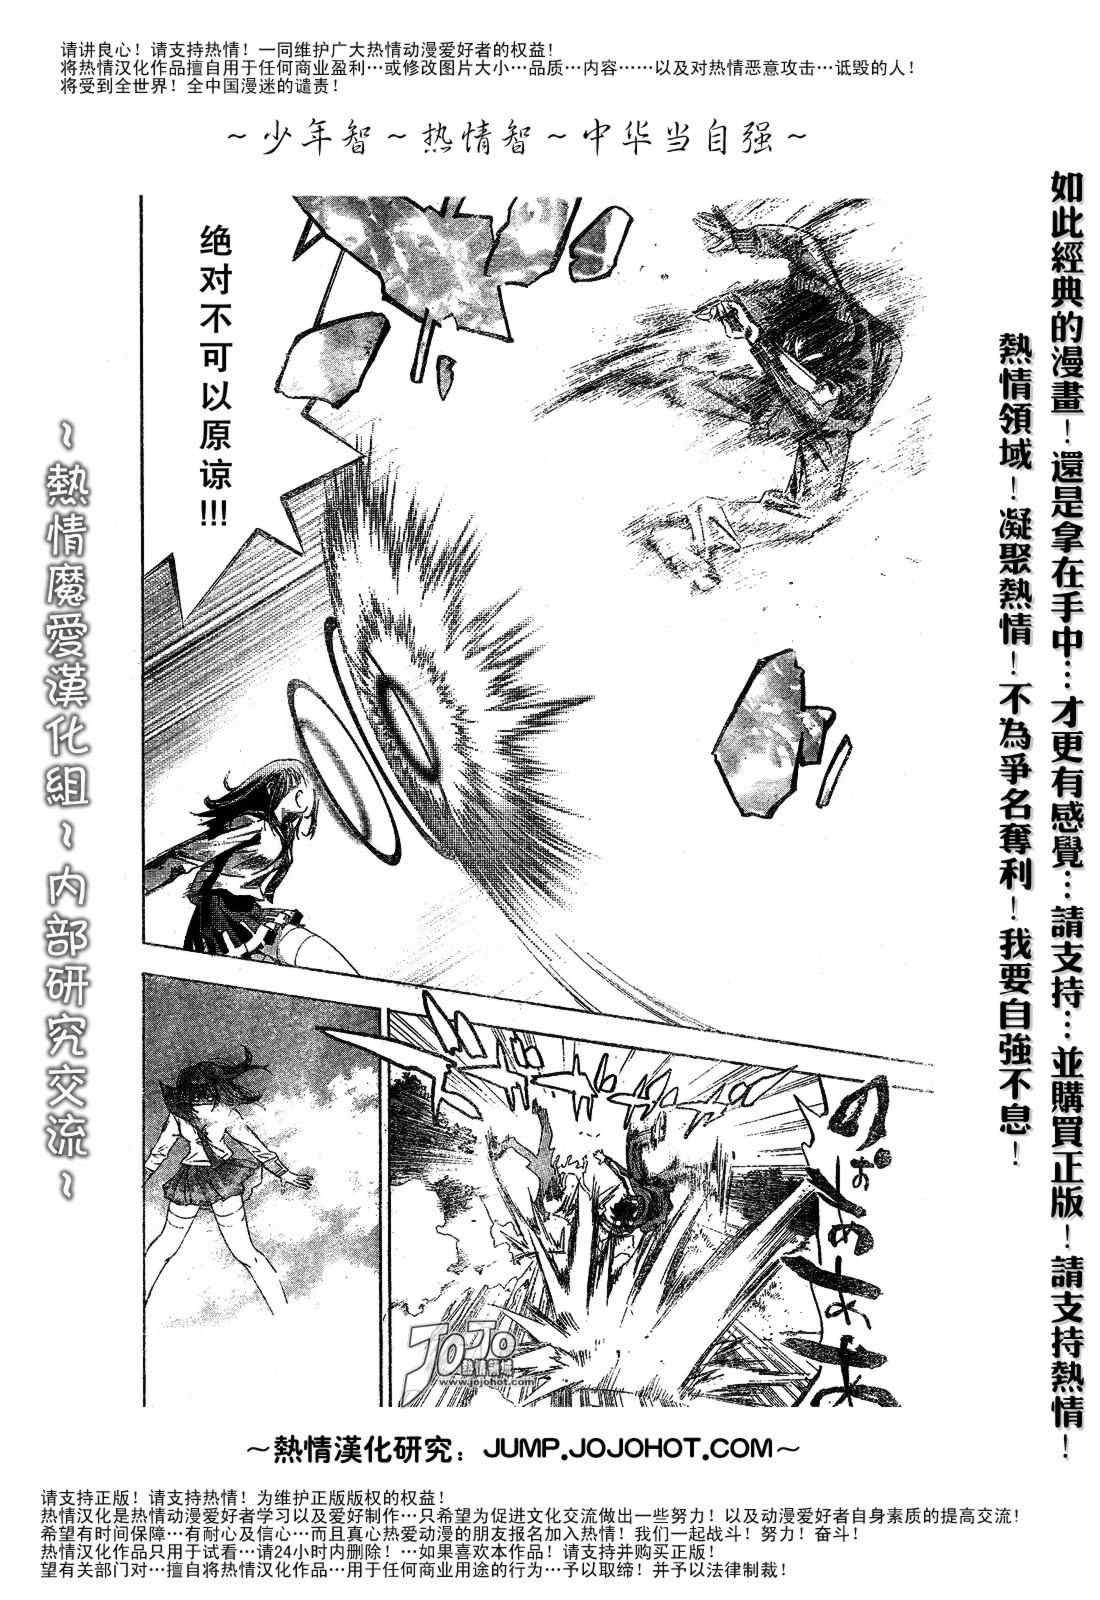 请讲良心！请支持热情！一同维护广大热情动漫爱好者的权益！
将热情汉化作品擅自用于任何商业盈利…或修改图片大小…品质…内容……以及对热情恶意攻击…诋毁的人！
将受到全世界！全中国漫迷的谴责！
～少年智～热情智～中华当自强～
如此經典的漫畫！還是拿在手中…才更有感覺…請支持…並購買正版！請支持熱情！
熱情領域！凝聚熱情！不為爭名奪利！我要自強不息！
绝对不可以原谅!!!
～熱情魔愛漢化組～内部研究交流～
JOJO
熱情領域
www.jojohot.com
～熱情漢化研究：JUMP.JOJOHOT.COM～
请支持正版！请支持热情！为维护正版版权的权益！
热情汉化是热情动漫爱好者学习以及爱好制作…只希望为促进文化交流做出一些努力！以及动漫爱好者自身素质的提高交流！
希望有时间保障…有耐心及信心…而且真心热爱动漫的朋友报名加入热情！我们一起战斗！努力！奋斗！
热情汉化作品只用于试看…请24小时内删除！…如果喜欢本作品！请支持并购买正版！
望有关部门对…擅自将热情汉化作品…用于任何商业用途的行为…予以取缔！并予以法律制裁！